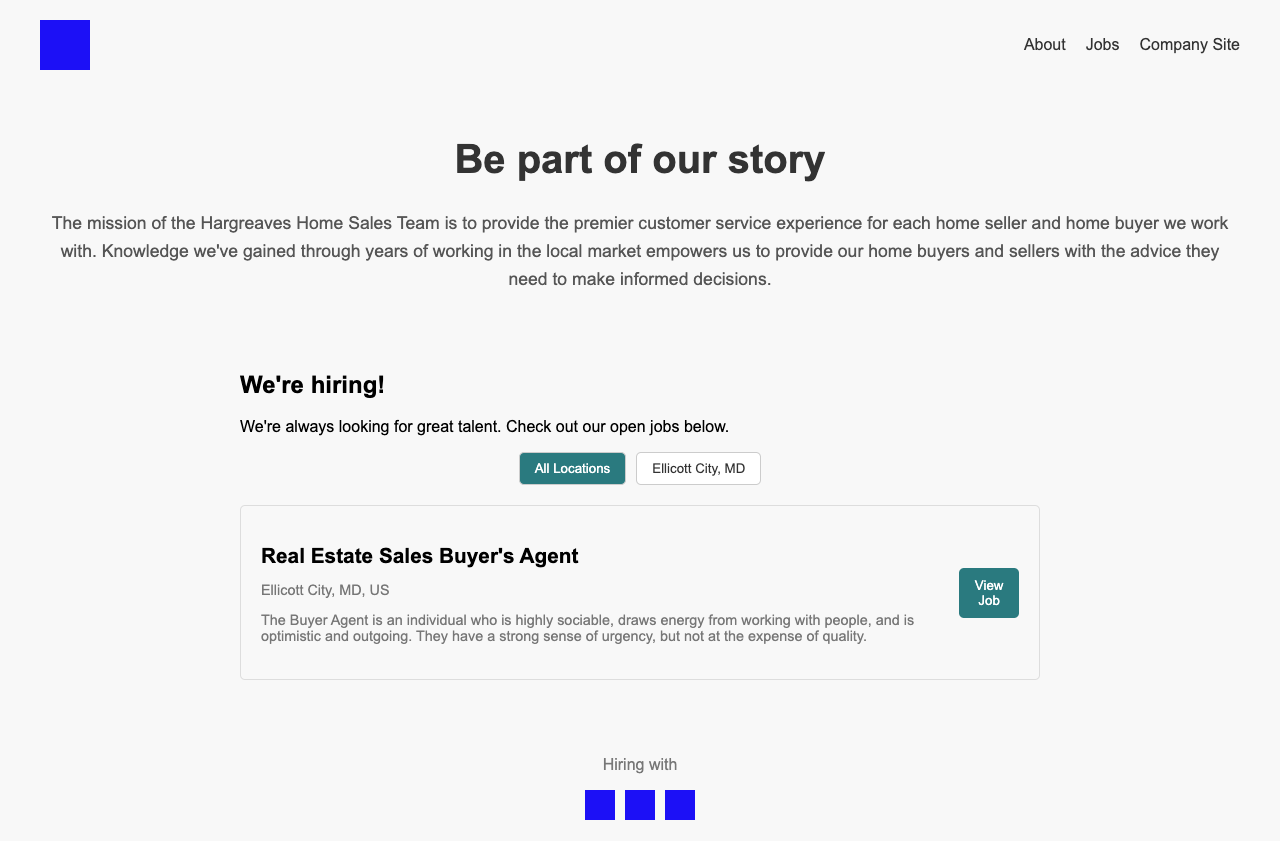 About
Jobs
Company Site
Be part of our story
The mission of the Hargreaves Home Sales Team is to provide the premier customer service experience for each home seller and home buyer we work
with. Knowledge we've gained through years of working in the local market empowers us to provide our home buyers and sellers with the advice they
need to make informed decisions.
We're hiring!
We're always looking for great talent. Check out our open jobs below.
All Locations
Ellicott City, MD
Real Estate Sales Buyer's Agent
Ellicott City, MD, US
The Buyer Agent is an individual who is highly sociable, draws energy from working with people, and is
optimistic and outgoing. They have a strong sense of urgency, but not at the expense of quality.
View
Job
Hiring with